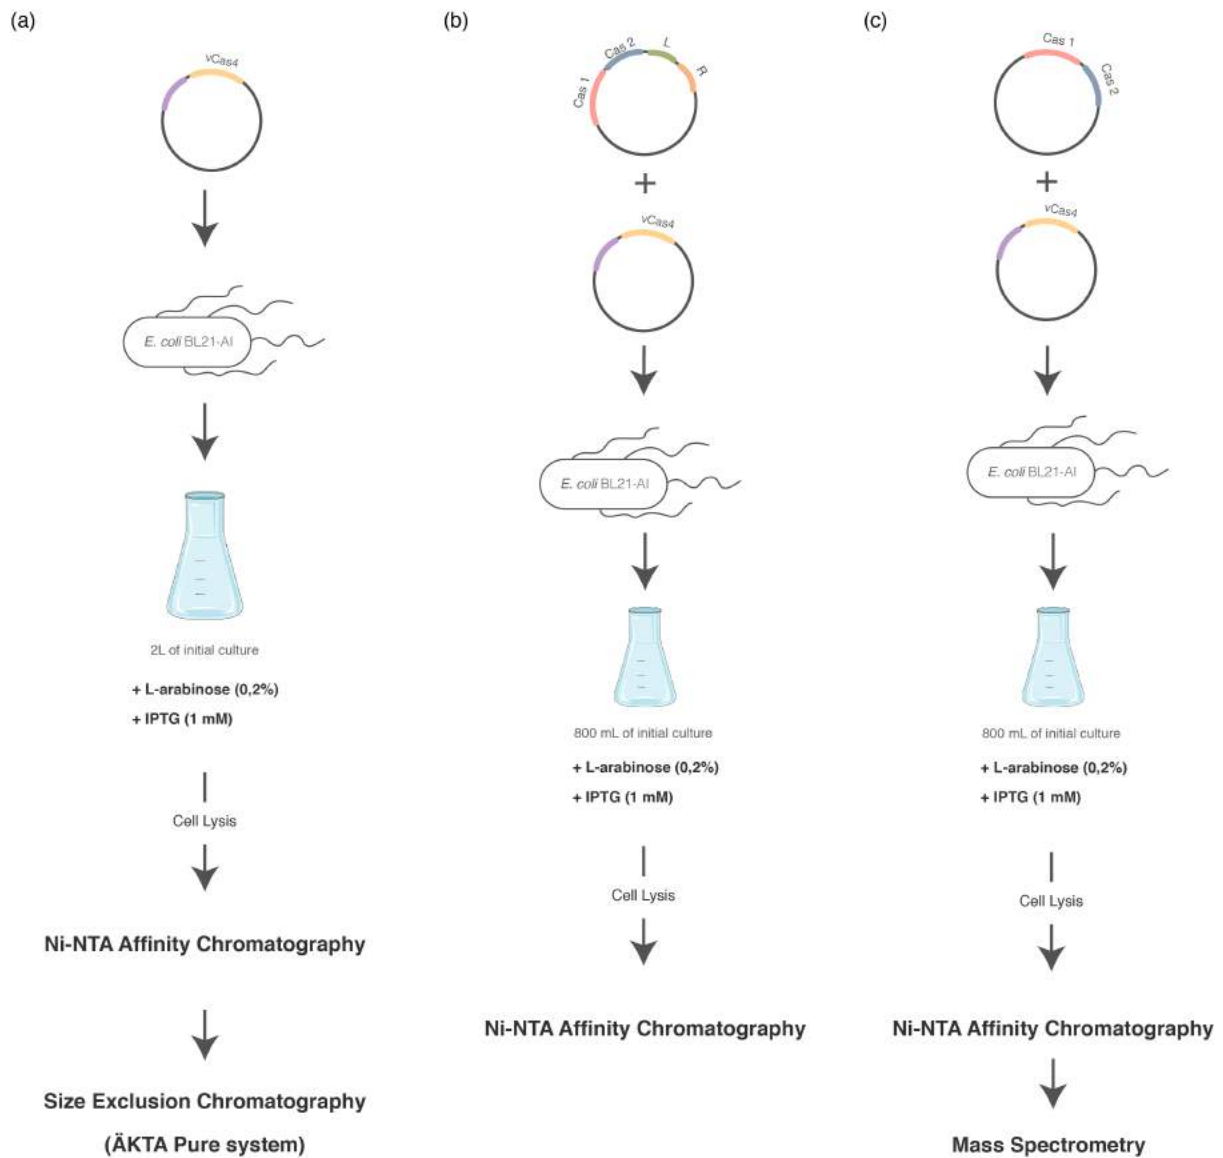 (a)
vCas4
E. coli BL21-AI
2L of initial culture
+ L-arabinose (0,2%)
+ IPTG (1 mM)
Cell Lysis
Ni-NTA Affinity Chromatography
Size Exclusion Chromatography
(ÄKTA Pure system)
(b)
Cas 1
Cas 2
L
R
+
vCas4
E. coli BL21-AI
800 mL of initial culture
+ L-arabinose (0,2%)
+ IPTG (1 mM)
Cell Lysis
Ni-NTA Affinity Chromatography
(c)
Cas 1
Cas 2
+
vCas4
E. coli BL21-AI
800 mL of initial culture
+ L-arabinose (0,2%)
+ IPTG (1 mM)
Cell Lysis
Ni-NTA Affinity Chromatography
Mass Spectrometry